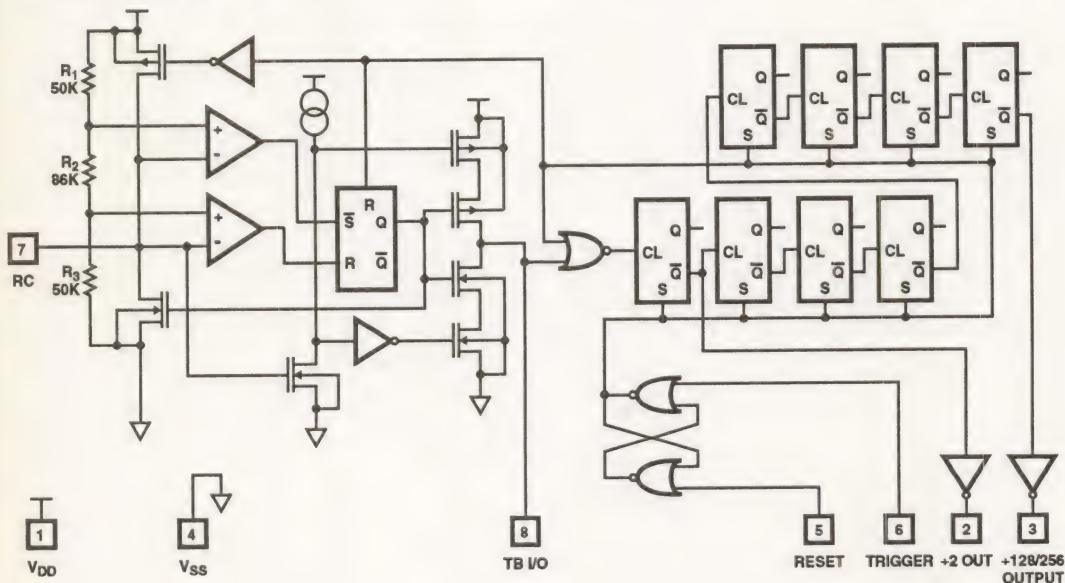 R1
50K
R2
86K
R3
50K
+
-
+
-
S̅
R
Q
R
Q̅
7
RC
Q
CL
Q̅
S
Q
CL
Q̅
S
Q
CL
Q̅
S
Q
CL
Q̅
S
Q
CL
Q̅
S
Q
CL
Q̅
S
Q
CL
Q̅
S
Q
CL
Q̅
S
1
VDD
4
VSS
8
TB I/O
5
RESET
6
TRIGGER
2
+2 OUT
3
+128/256
OUTPUT